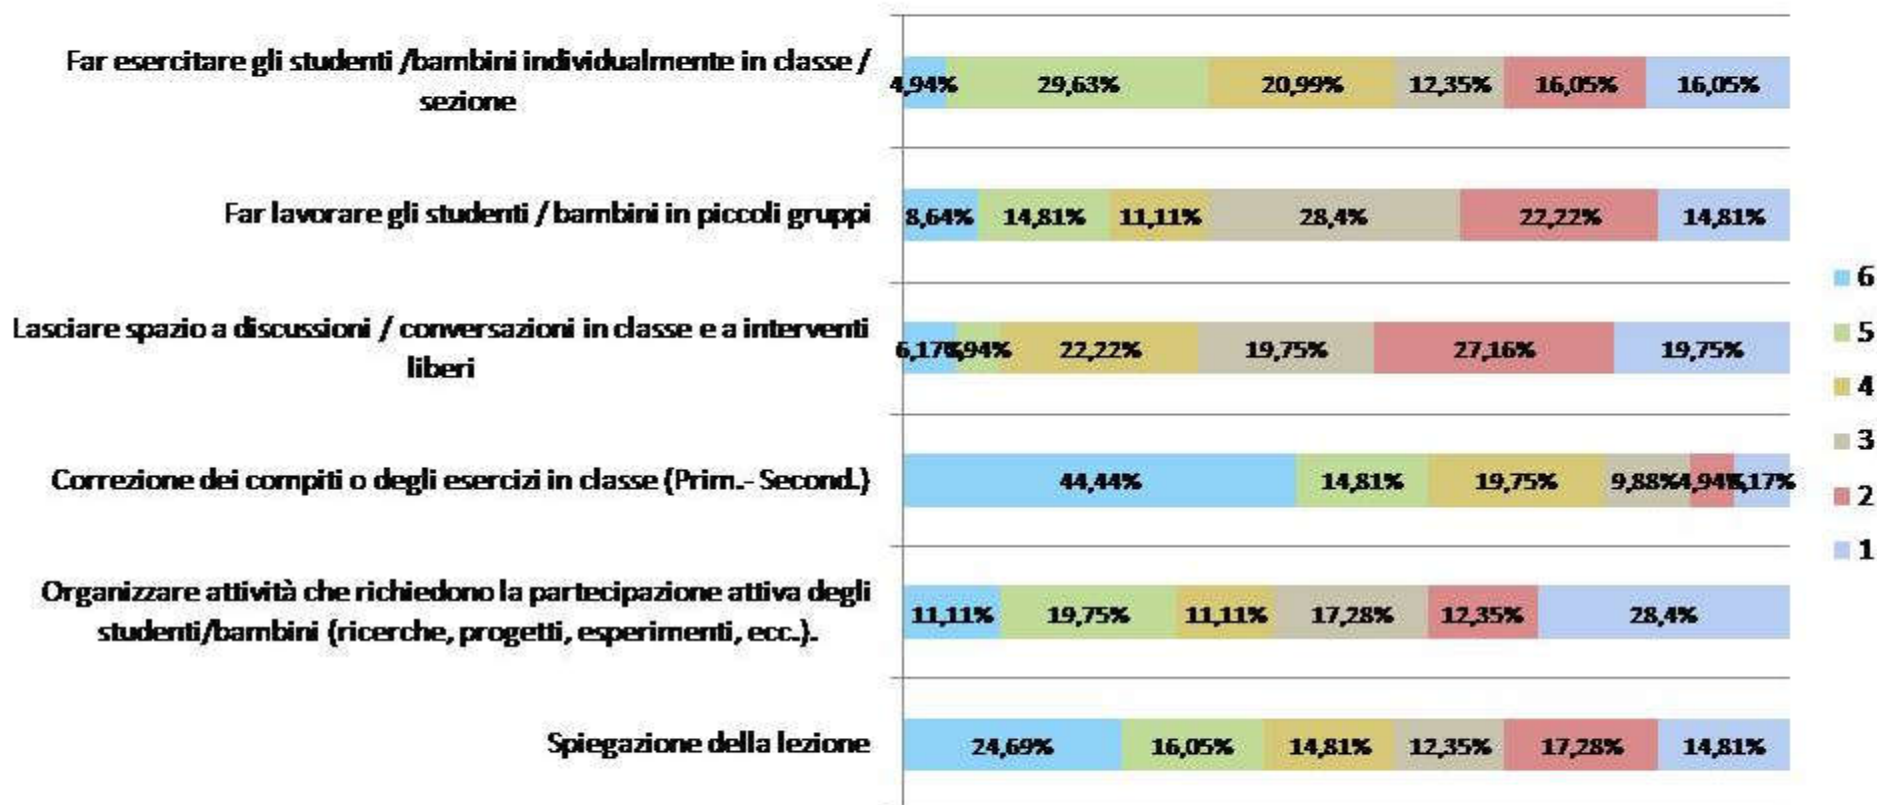 Far esercitare gli studenti /bambini individualmente in classe /
sezione
4,94% 29,63% 20,99% 12,35% 16,05% 16,05%
Far lavorare gli studenti / bambini in piccoli gruppi
8,64% 14,81% 11,11% 28,4% 22,22% 14,81%
Lasciare spazio a discussioni / conversazioni in classe e a interventi
liberi
6,17% 22,22% 19,75% 27,16% 19,75%
Correzione dei compiti o degli esercizi in classe (Prim.- Second.)
44,44% 14,81% 19,75% 9,88% 4,94%
Organizzare attività che richiedono la partecipazione attiva degli
studenti/bambini (ricerche, progetti, esperimenti, ecc.).
11,11% 19,75% 11,11% 17,28% 12,35% 28,4%
Spiegazione della lezione
24,69% 16,05% 14,81% 12,35% 17,28% 14,81%
6
5
4
3
2
1